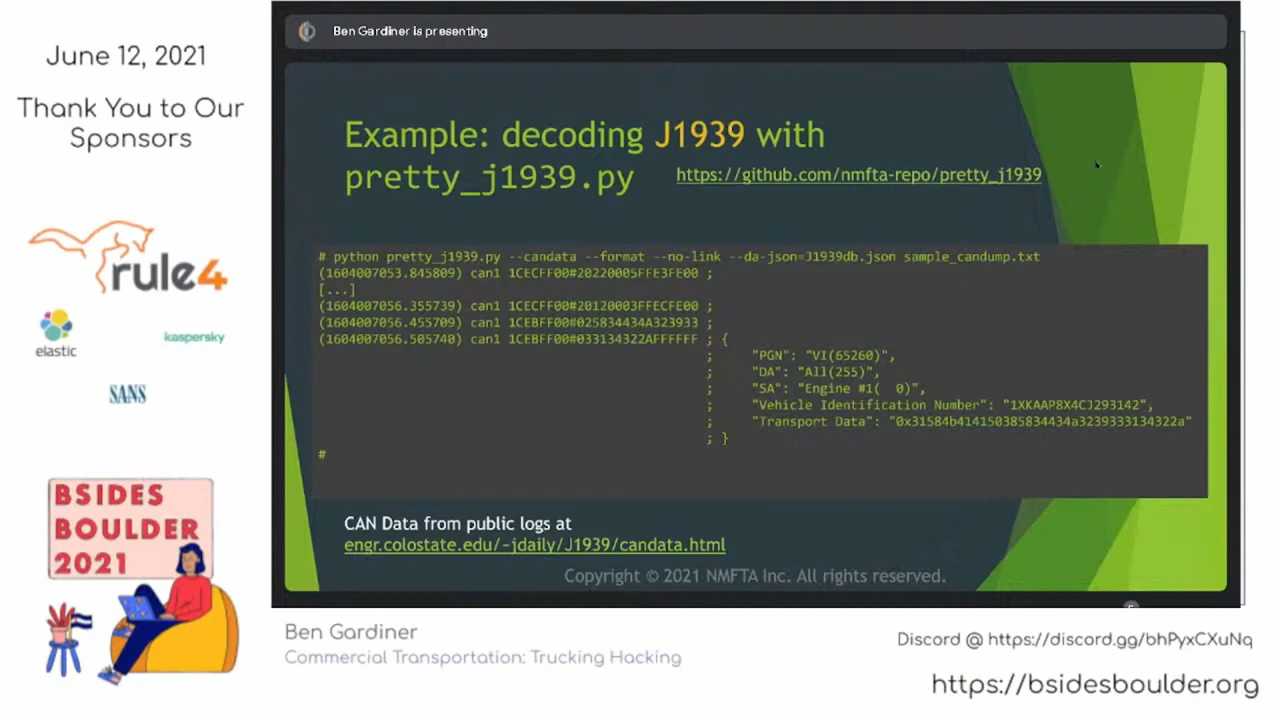 June 12, 2021
Thank You to Our
Sponsors
rule4
elastic
kaspersky
SANS
BSIDES
BOULDER
2021
Ben Gardiner is presenting
Example: decoding J1939 with
pretty_j1939.py https://github.com/nmfta-repo/pretty_j1939
# python pretty_j1939.py --candata --format --no-link --da-json=J1939db.json sample_candump.txt
(1604007053.845809) can1 1CECFF00#20220005FFE3FE00 ;
[...]
(1604007056.355739) can1 1CECFF00#20120003FFECFE00 ;
(1604007056.455709) can1 1CEBFF00#025834434A323933 ;
(1604007056.505740) can1 1CEBFF00#033134322AFFFFFF ; {
; "PGN": "VI(65260)",
; "DA": "All(255)",
; "SA": "Engine #1(  0)",
; "Vehicle Identification Number": "1XKAAP8X4CJ293142",
; "Transport Data": "0x31584b414150385834434a3239333134322a"
; }
#
CAN Data from public logs at
engr.colostate.edu/~jdaily/J1939/candata.html
Copyright © 2021 NMFTA Inc. All rights reserved.
Ben Gardiner
Commercial Transportation: Trucking Hacking
Discord @ https://discord.gg/bhPyxCXuNq
https://bsidesboulder.org